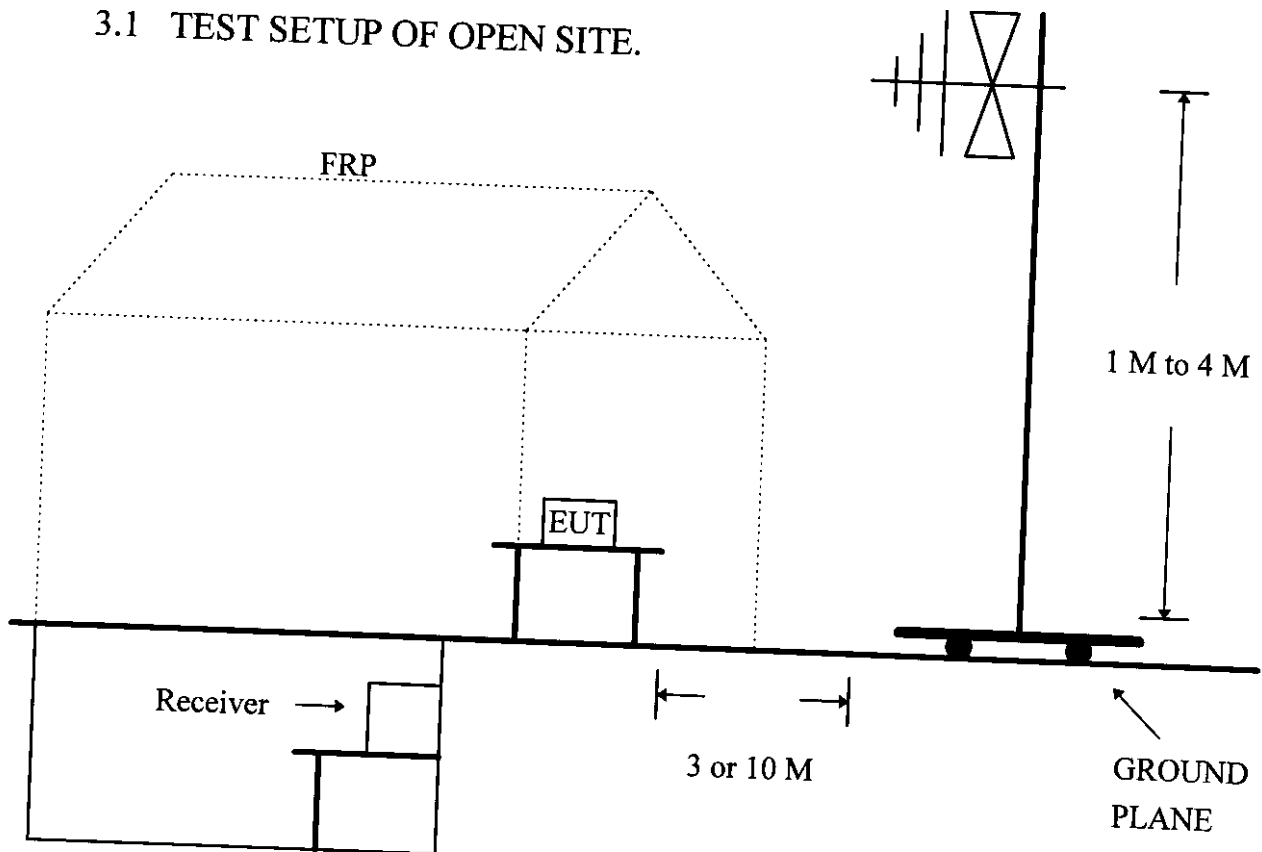 3.1 TEST SETUP OF OPEN SITE.
FRP
1 M to 4 M
EUT
Receiver
3 or 10 M
GROUND
PLANE